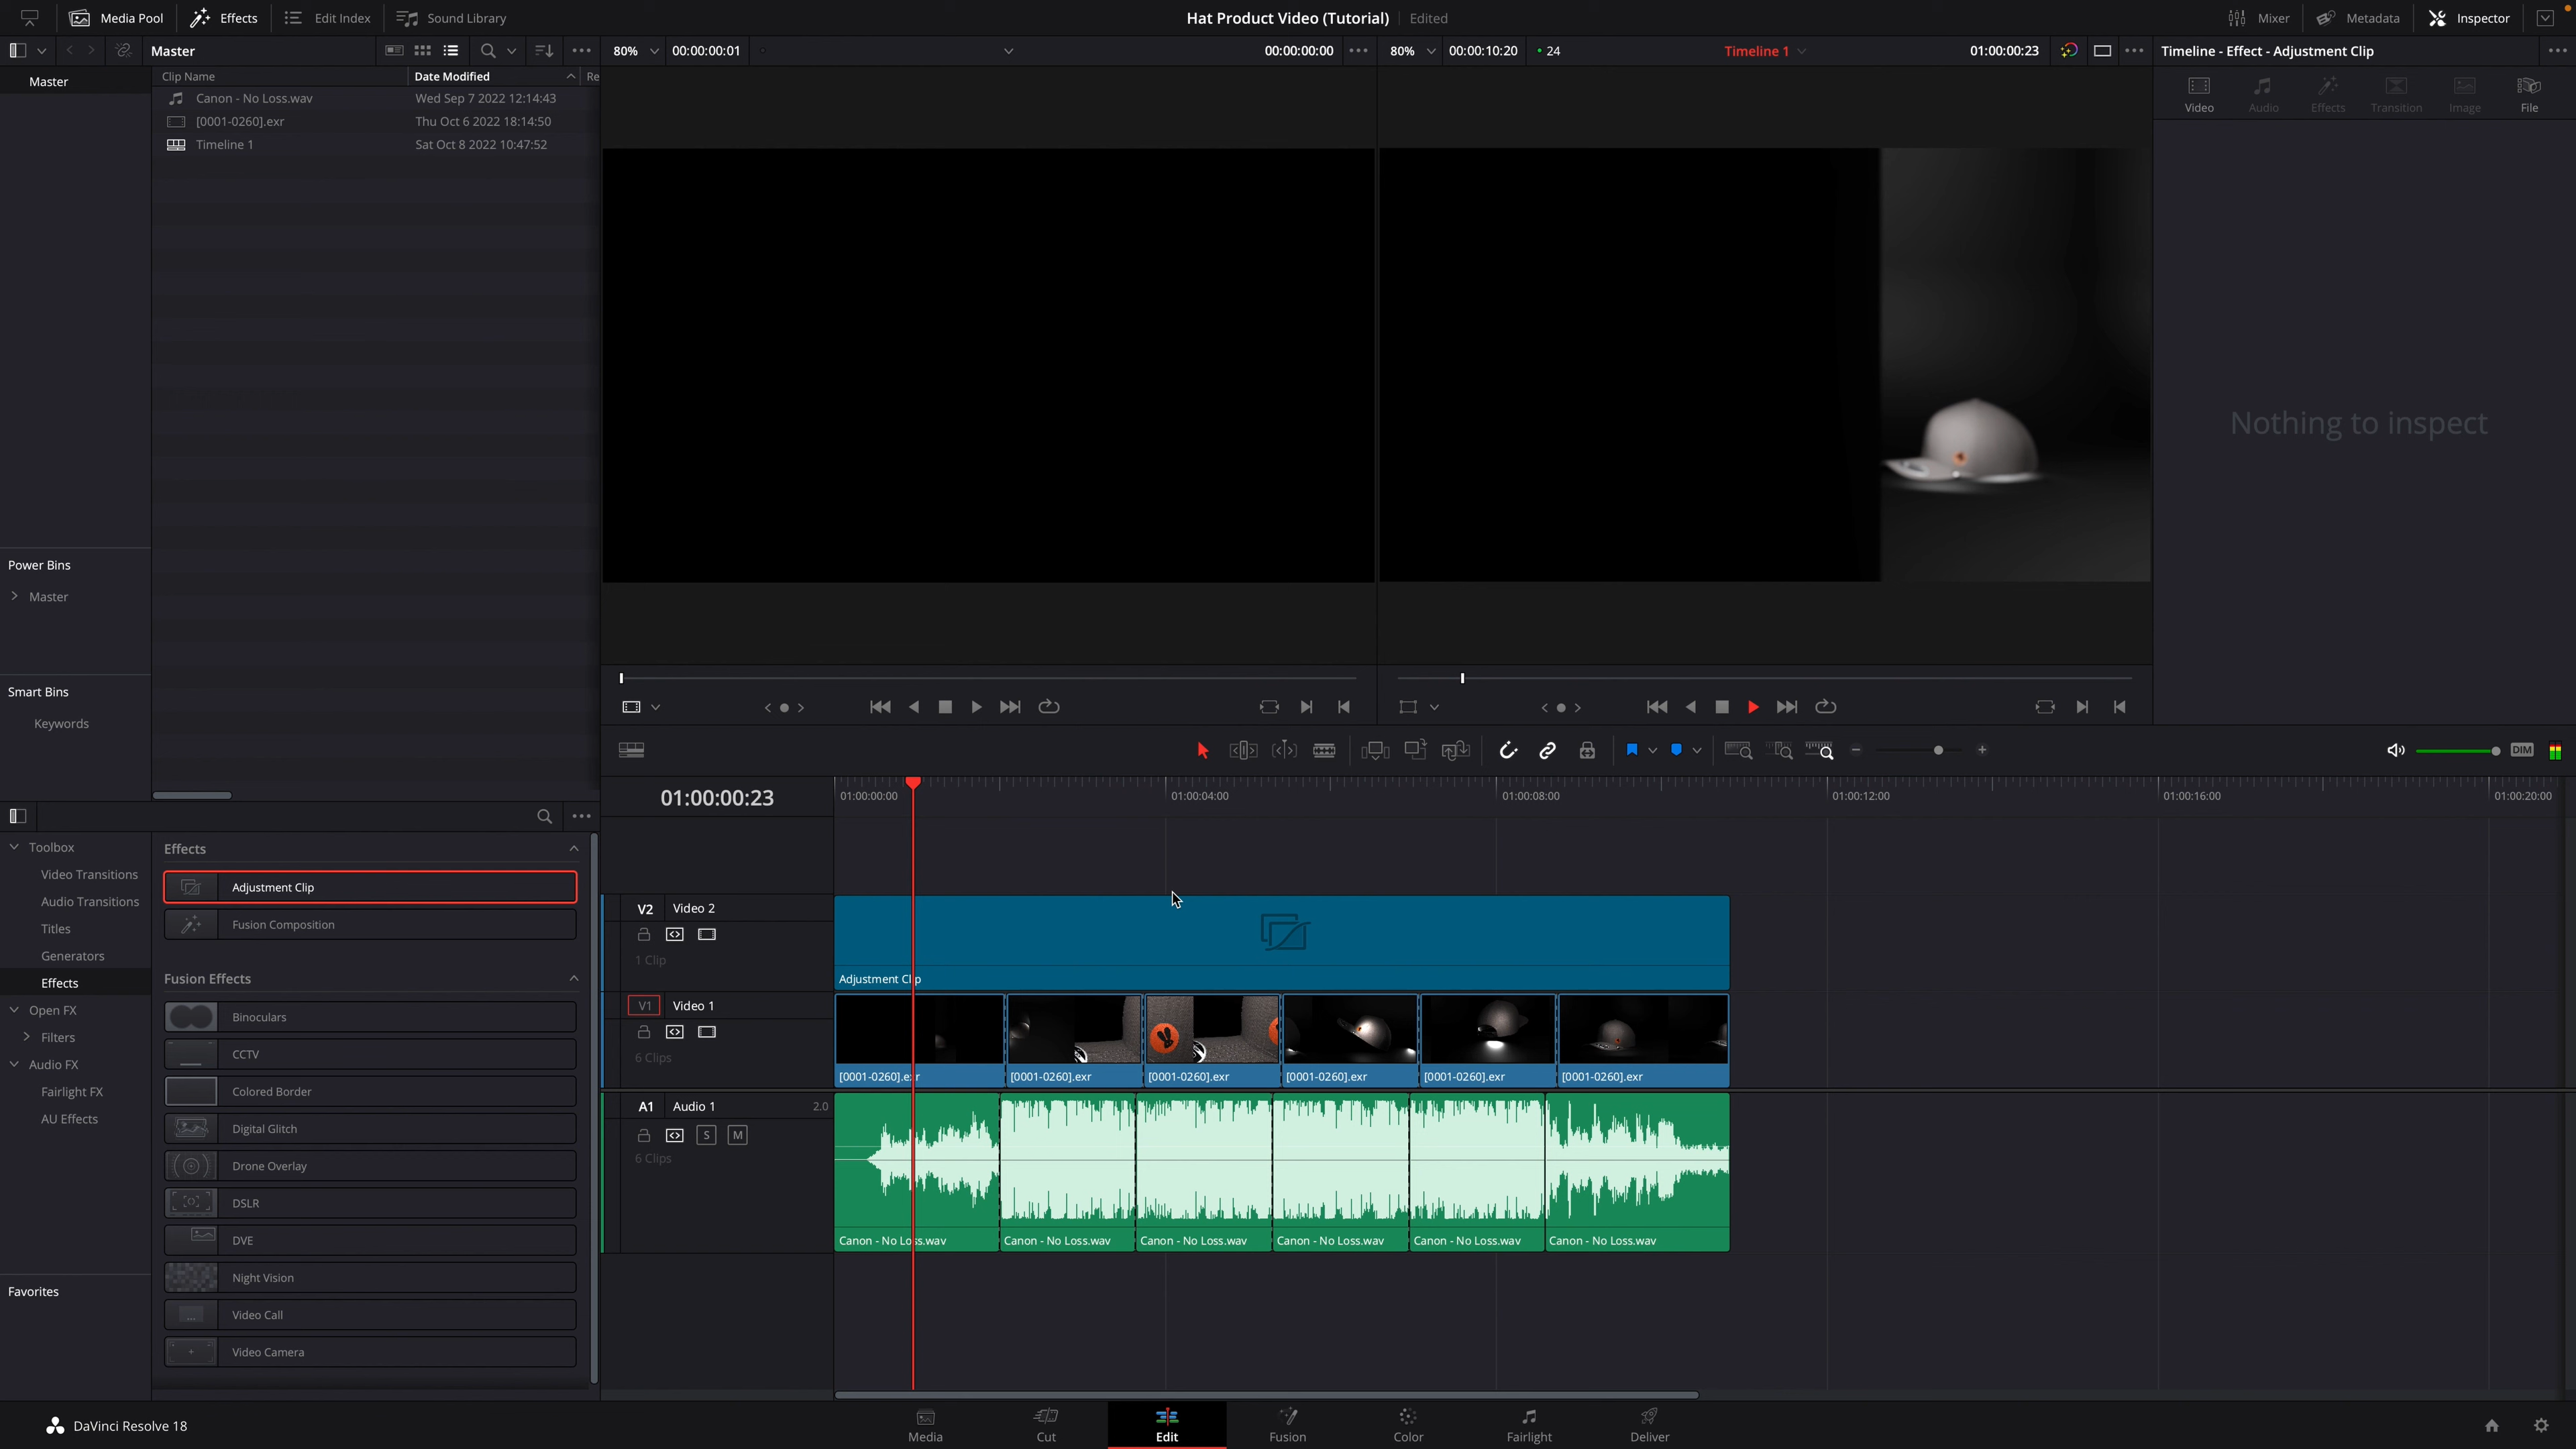 Media Pool Effects Edit Index Sound Library Hat Product Video (Tutorial) Edited Mixer Metadata Inspector
Master 80% 00:00:00:01 00:00:00:00 80% 00:00:10:20 24 Timeline 1 01:00:00:23 Timeline - Effect - Adjustment Clip
Master
Clip Name Date Modified Re
Canon - No Loss.wav Wed Sep 7 2022 12:14:43
[0001-0260].exr Thu Oct 6 2022 18:14:50
Timeline 1 Sat Oct 8 2022 10:47:52
Video Audio Effects Transition Image File
Nothing to inspect
Power Bins
Master
Smart Bins
Keywords
DIM
01:00:00:23
01:00:00:00 01:00:04:00 01:00:08:00 01:00:12:00 01:00:16:00 01:00:20:00
Toolbox
Video Transitions
Audio Transitions
Titles
Generators
Effects
Open FX
Filters
Audio FX
Fairlight FX
AU Effects
Favorites
Effects
Adjustment Clip
Fusion Composition
Fusion Effects
Binoculars
CCTV
Colored Border
Digital Glitch
Drone Overlay
DSLR
DVE
Night Vision
Video Call
Video Camera
V2 Video 2
1 Clip
Adjustment Clip
V1 Video 1
6 Clips
[0001-0260].exr [0001-0260].exr [0001-0260].exr [0001-0260].exr [0001-0260].exr [0001-0260].exr
A1 Audio 1 2.0
S M
6 Clips
Canon - No Loss.wav Canon - No Loss.wav Canon - No Loss.wav Canon - No Loss.wav Canon - No Loss.wav Canon - No Loss.wav
DaVinci Resolve 18
Media Cut Edit Fusion Color Fairlight Deliver